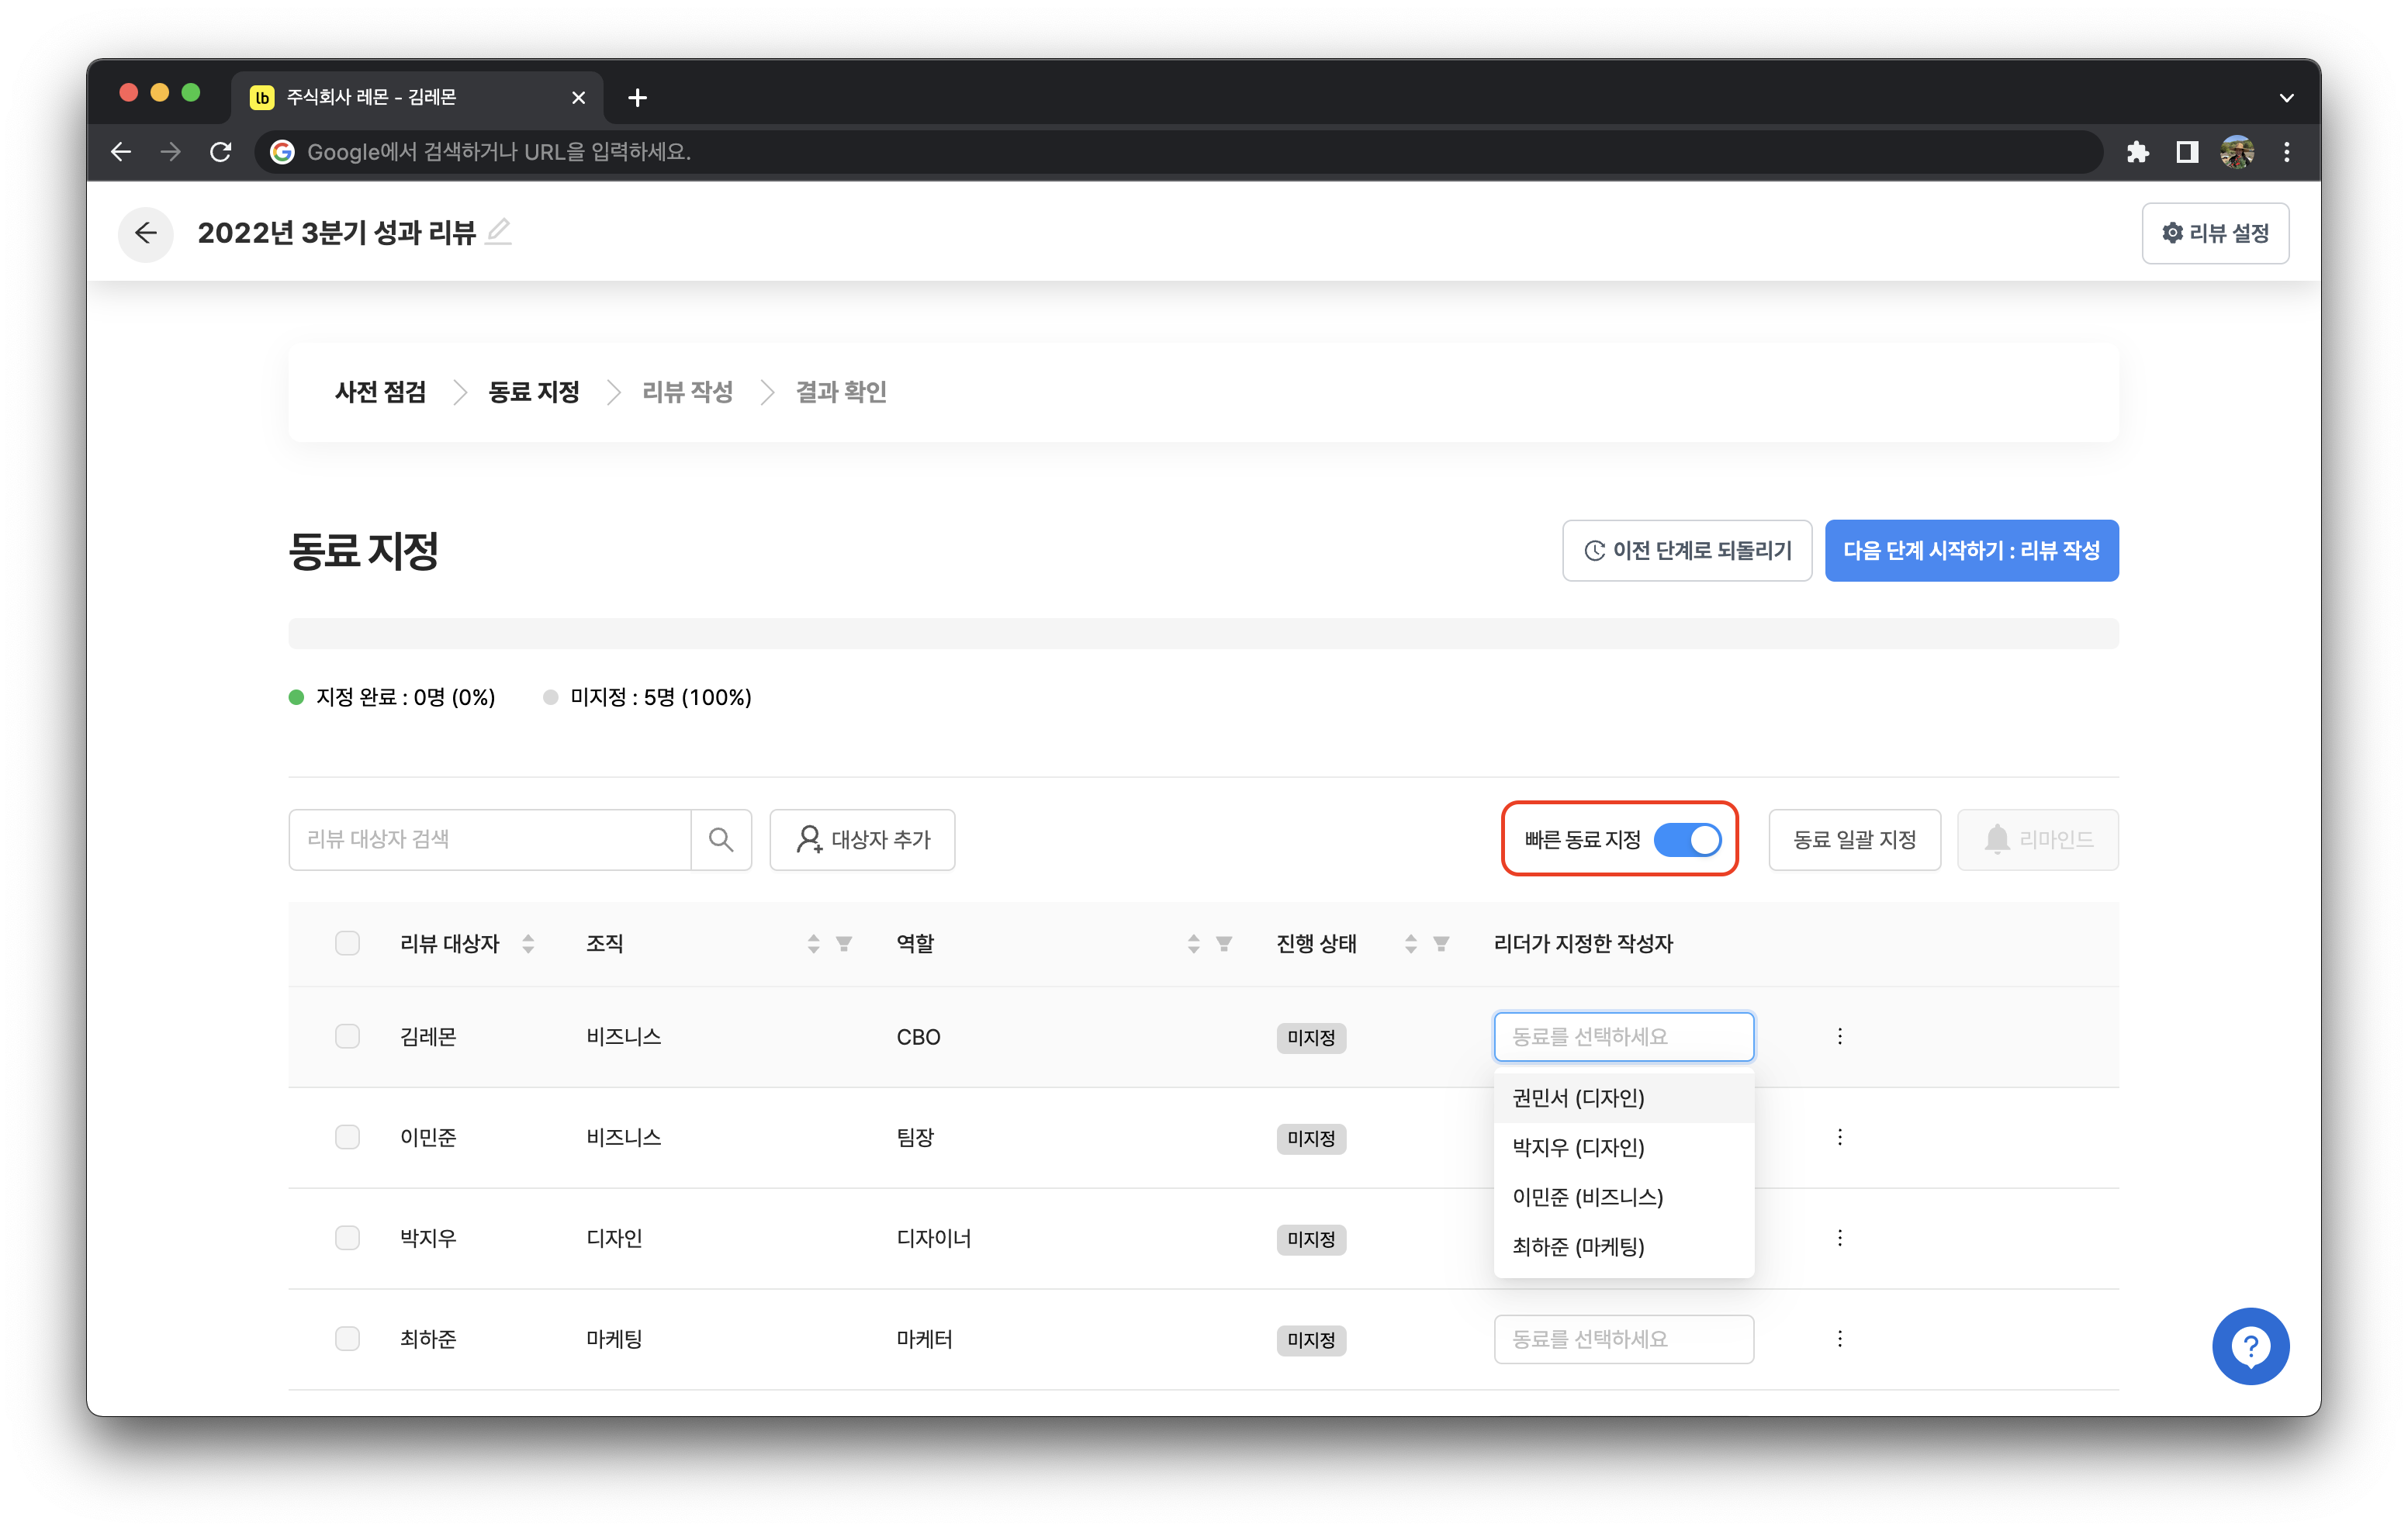 lb 주식회사 레몬 - 김레몬
Google에서 검색하거나 URL을 입력하세요.
2022년 3분기 성과 리뷰
리뷰 설정
사전 점검 동료 지정 리뷰 작성 결과 확인
동료 지정
이전 단계로 되돌리기
다음 단계 시작하기 : 리뷰 작성
지정 완료 : 0명 (0%) 미지정 : 5명 (100%)
리뷰 대상자 검색
대상자 추가
빠른 동료 지정
동료 일괄 지정
리마인드
리뷰 대상자 조직 역할 진행 상태 리더가 지정한 작성자
김레몬 비즈니스 CBO 미지정 동료를 선택하세요
권민서 (디자인)
이민준 비즈니스 팀장 미지정
박지우 (디자인)
이민준 (비즈니스)
박지우 디자인 디자이너 미지정
최하준 (마케팅)
최하준 마케팅 마케터 미지정 동료를 선택하세요
?